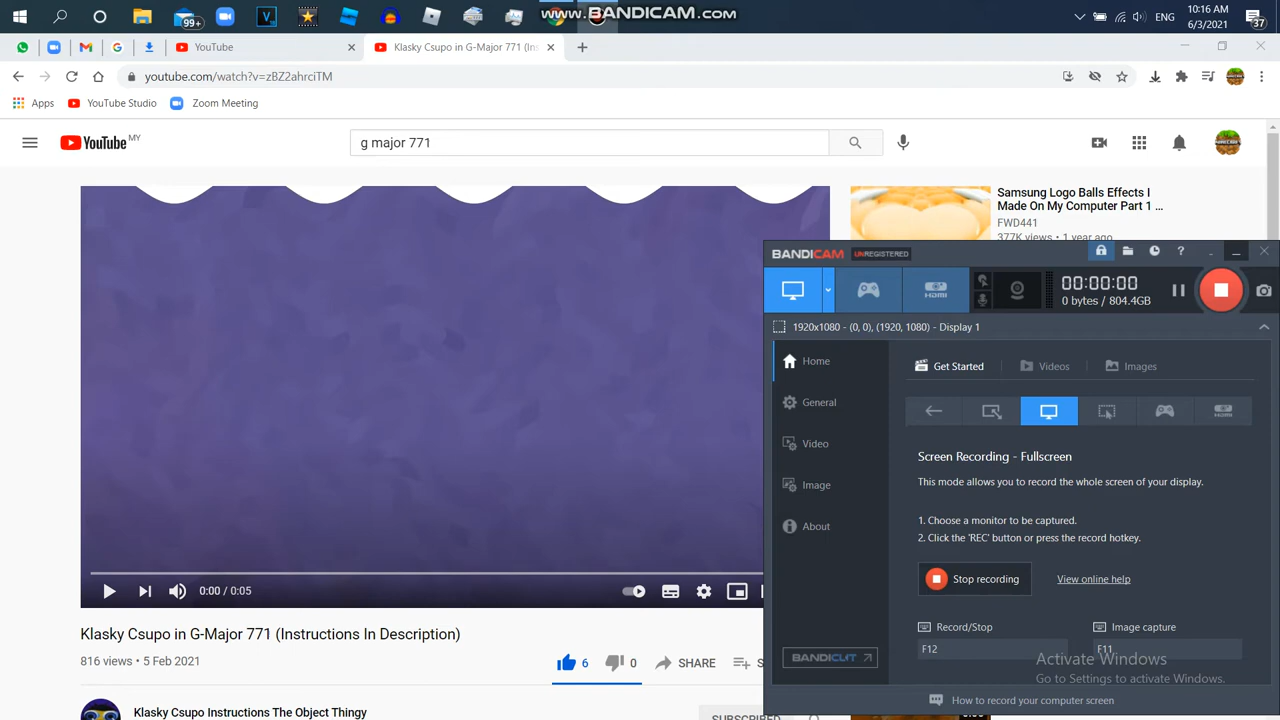 www.BANDICAM.com
99+
ENG
10:16 AM
6/3/2021
37
YouTube
Klasky Csupo in G-Major 771 (Ins
youtube.com/watch?v=zBZ2ahrciTM
Apps
YouTube Studio
Zoom Meeting
YouTube MY
g major 771
Samsung Logo Balls Effects I
Made On My Computer Part 1 ...
FWD441
377K views • 1 year ago
BANDICAM UNREGISTERED
HDMI
00:00:00
0 bytes / 804.4GB
1920x1080 - (0, 0), (1920, 1080) - Display 1
Home
General
Video
Image
About
Get Started
Videos
Images
Screen Recording - Fullscreen
This mode allows you to record the whole screen of your display.
1. Choose a monitor to be captured.
2. Click the 'REC' button or press the record hotkey.
Stop recording
View online help
Record/Stop
Image capture
F12
F11
BANDICUT
Activate Windows
Go to Settings to activate Windows.
How to record your computer screen
0:00 / 0:05
Klasky Csupo in G-Major 771 (Instructions In Description)
816 views • 5 Feb 2021
6
0
SHARE
S
Klasky Csupo Instructions The Object Thingy
SUBSCRIBED